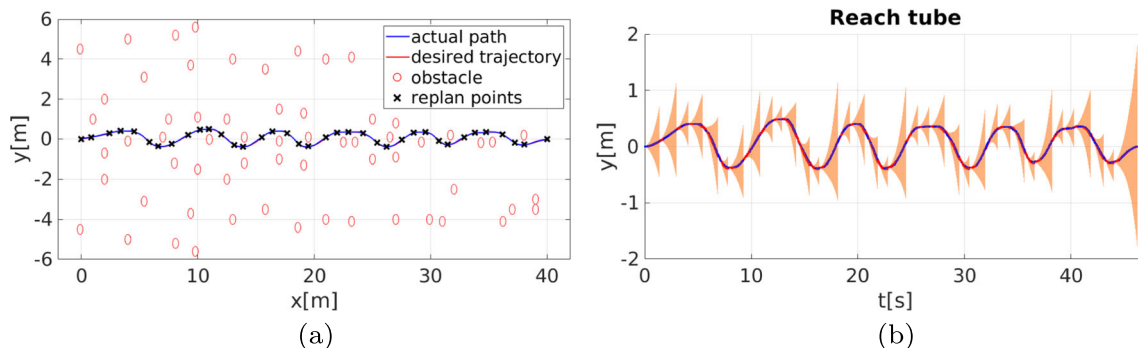 6
4
2
0
-2
-4
-6
y[m]
0
10
20
30
40
x[m]
actual path
desired trajectory
obstacle
replan points
(a)
Reach tube
2
1
0
-1
-2
y[m]
0
10
20
30
40
t[s]
(b)